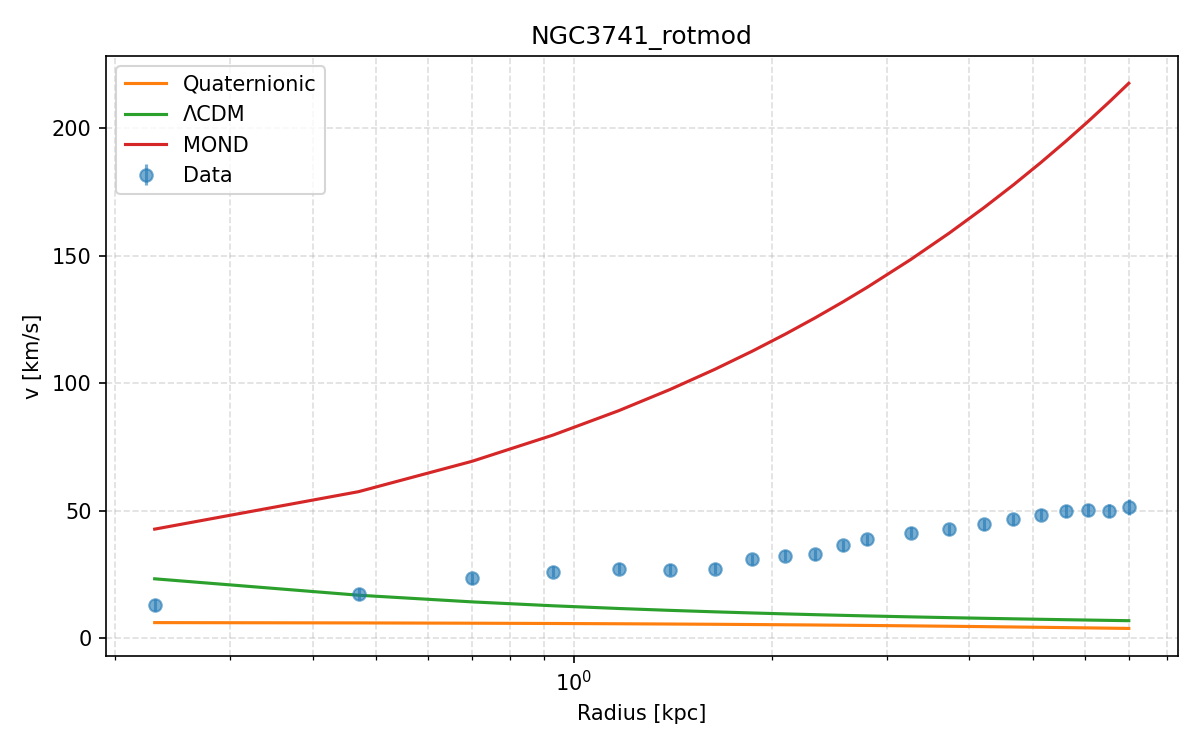 NGC3741_rotmod
Quaternionic
ΛCDM
MOND
Data
200
150
100
50
0
v [km/s]
10⁰
Radius [kpc]